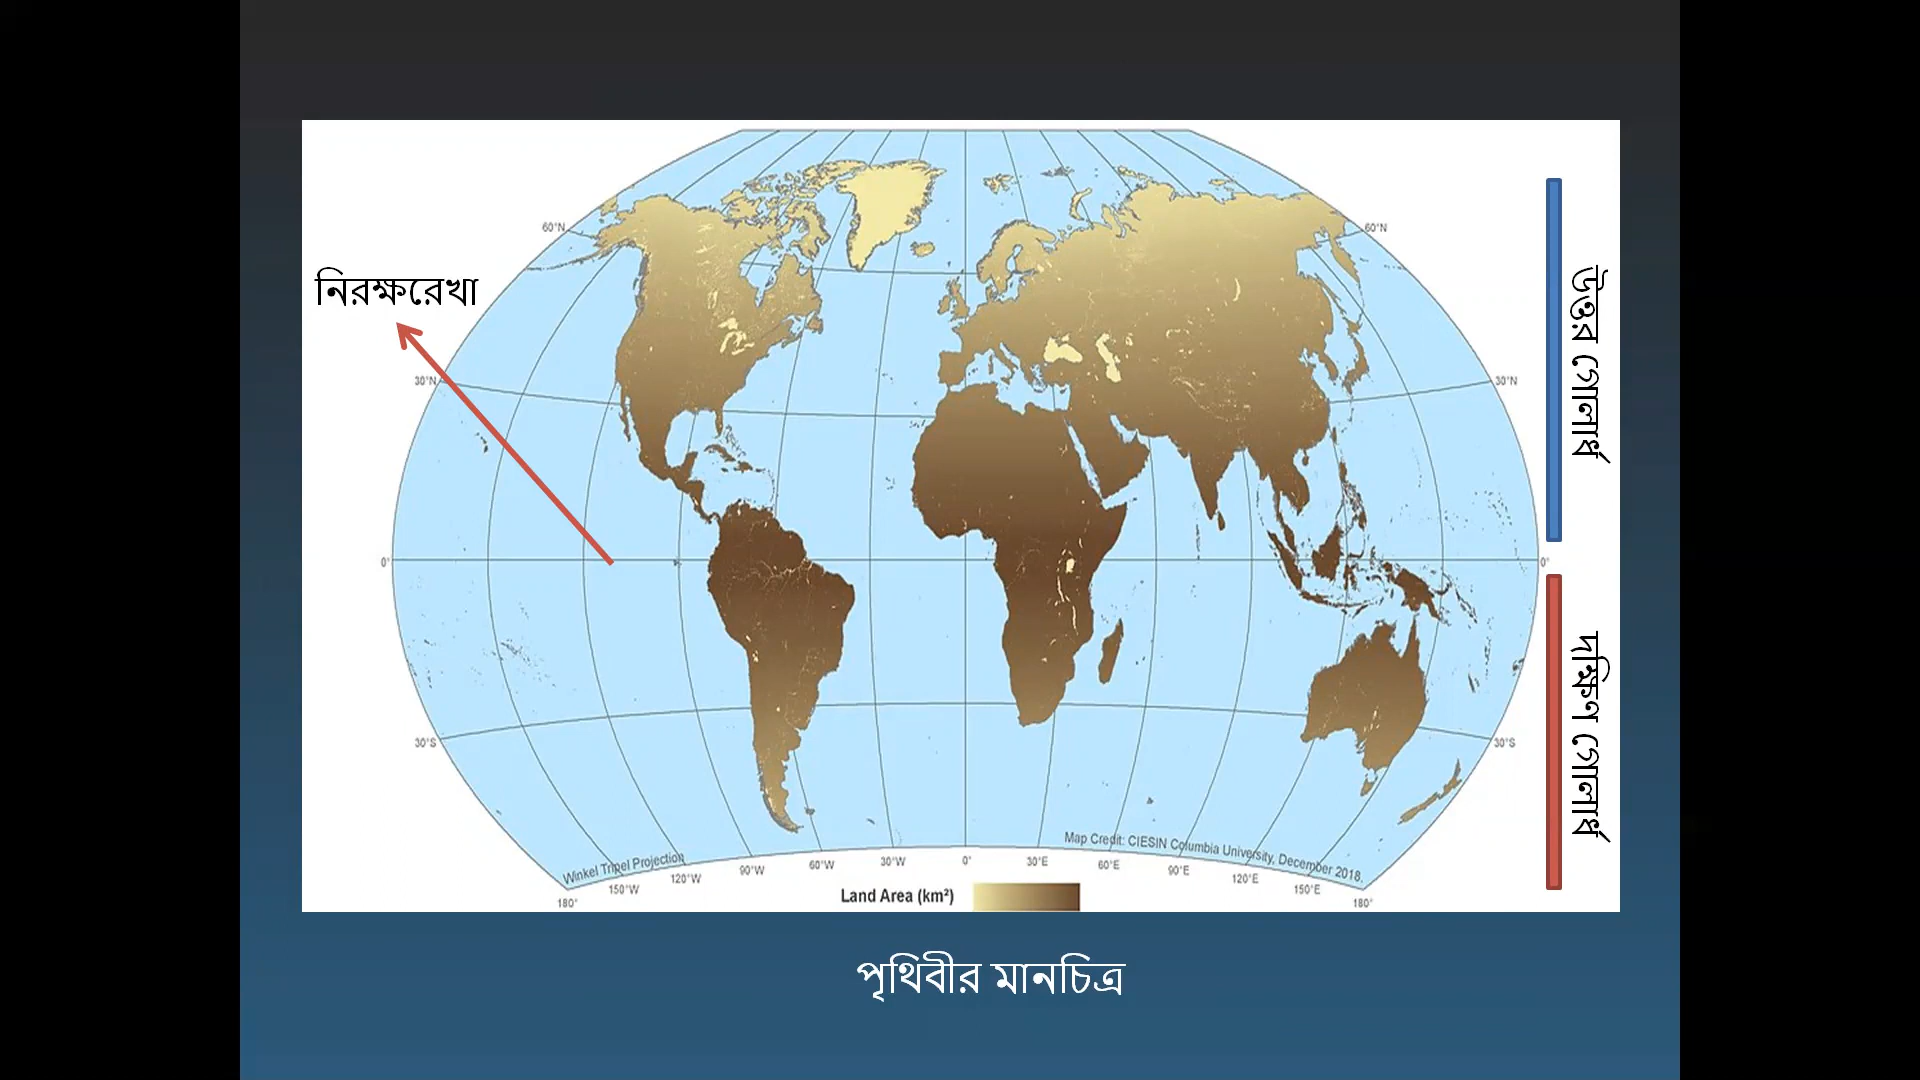 60°N
60°N
নিরক্ষরেখা
উত্তর গোলার্ধ
30°N
30°N
0°
0°
দক্ষিণ গোলার্ধ
30°S
30°S
Winkel Tripel Projection
Map Credit: CIESIN Columbia University, December 2018.
180° 150°W 120°W 90°W 60°W 30°W 0° 30°E 60°E 90°E 120°E 150°E 180°
Land Area (km²)
পৃথিবীর মানচিত্র